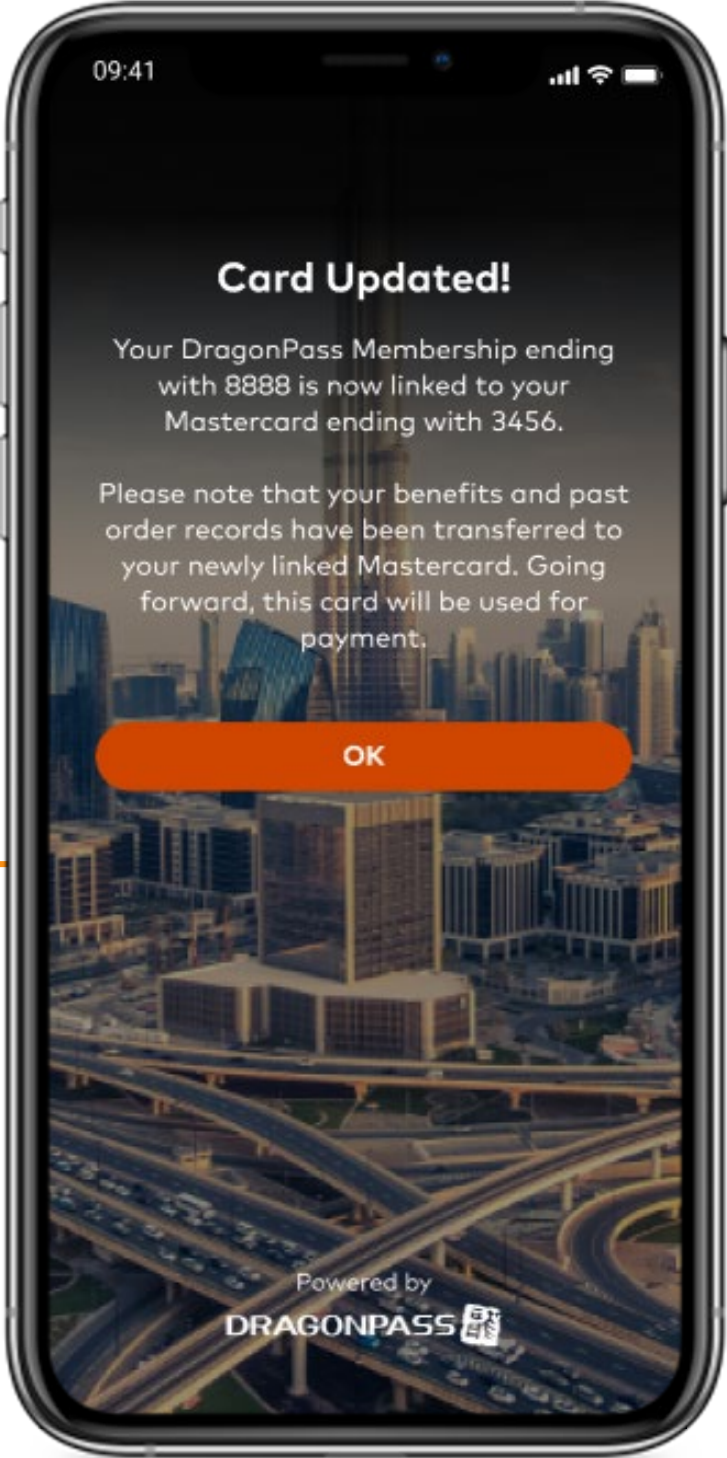 09:41
Card Updated!
Your DragonPass Membership ending
with 8888 is now linked to your
Mastercard ending with 3456.
Please note that your benefits and past
order records have been transferred to
your newly linked Mastercard. Going
forward, this card will be used for
payment.
OK
Powered by
DRAGONPASS